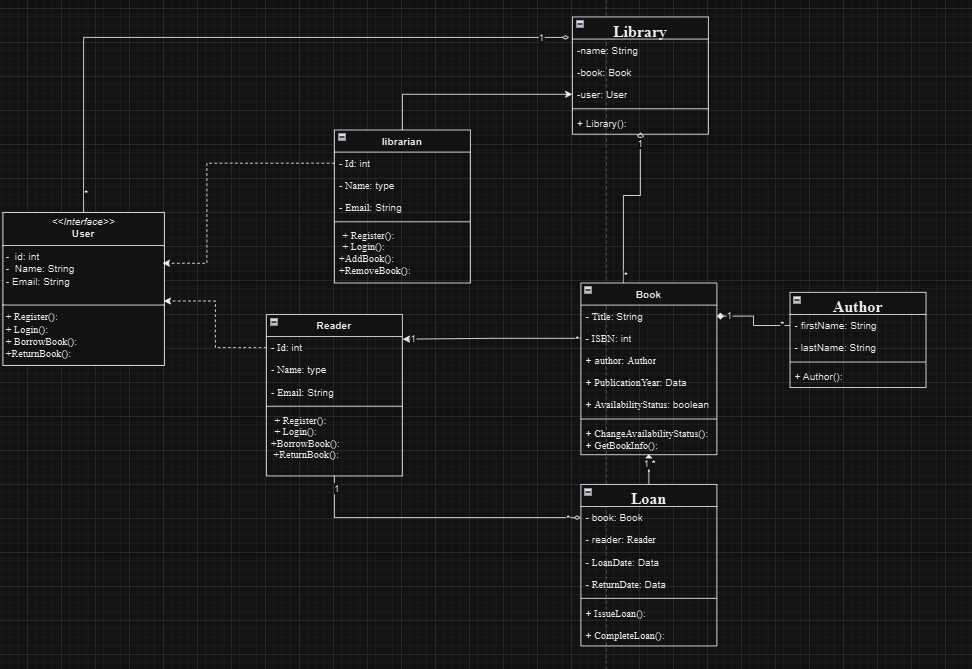 Library
-name: String
-book: Book
-user: User
+ Library():
1
1
*
*
librarian
- Id: int
- Name: type
- Email: String
+ Register():
+ Login():
+AddBook():
+RemoveBook():
<<Interface>>
User
- id: int
- Name: String
- Email: String
+ Register():
+ Login():
+ BorrowBook():
+ReturnBook():
Reader
- Id: int
- Name: type
- Email: String
+ Register():
+ Login():
+BorrowBook():
+ReturnBook():
1
*
1
Book
- Title: String
- ISBN: int
+ author: Author
+ PublicationYear: Data
+ AvailabilityStatus: boolean
+ ChangeAvailabilityStatus():
+ GetBookInfo():
1
*
Author
- firstName: String
- lastName: String
+ Author():
1 *
Loan
- book: Book
- reader: Reader
- LoanDate: Data
- ReturnDate: Data
+ IssueLoan():
+ CompleteLoan():
*